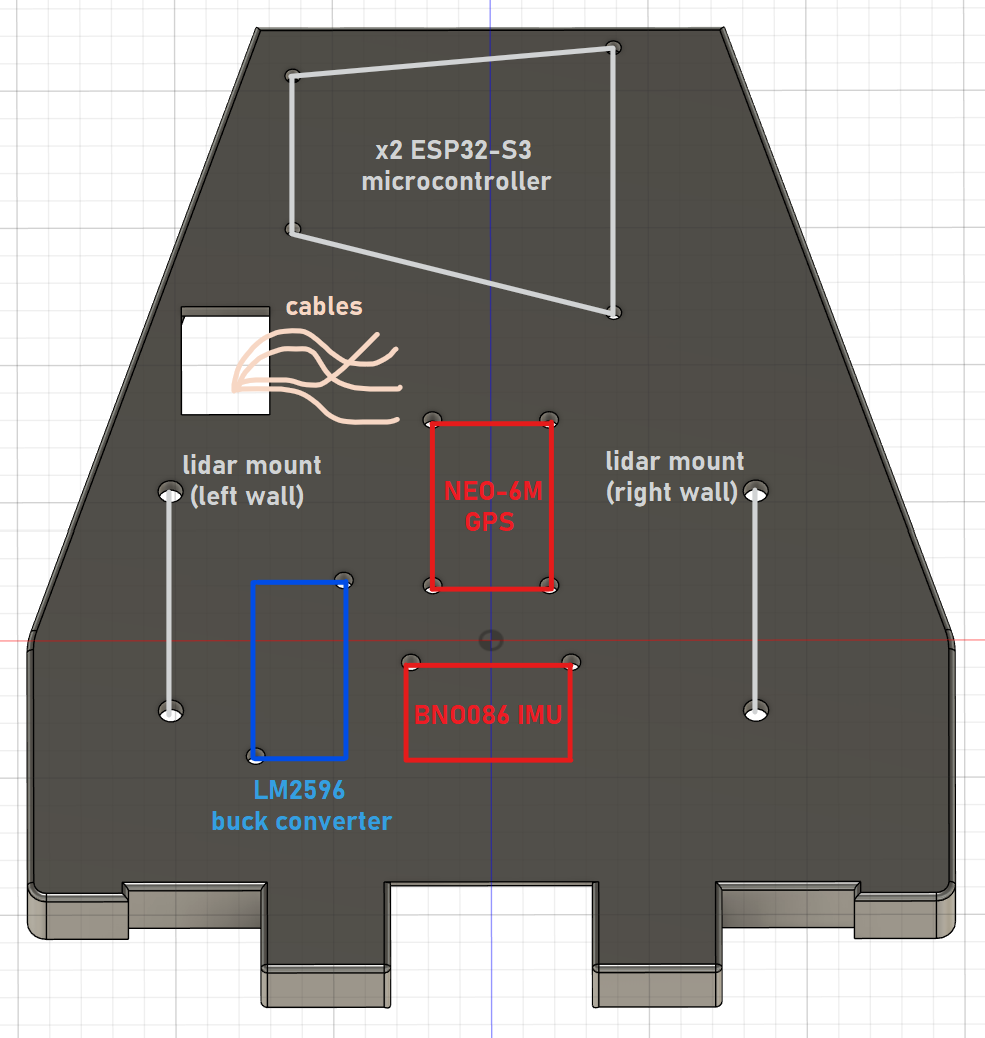 x2 ESP32-S3
microcontroller
cables
lidar mount
(left wall)
lidar mount
(right wall)
NEO-6M
GPS
BNO086 IMU
LM2596
buck converter